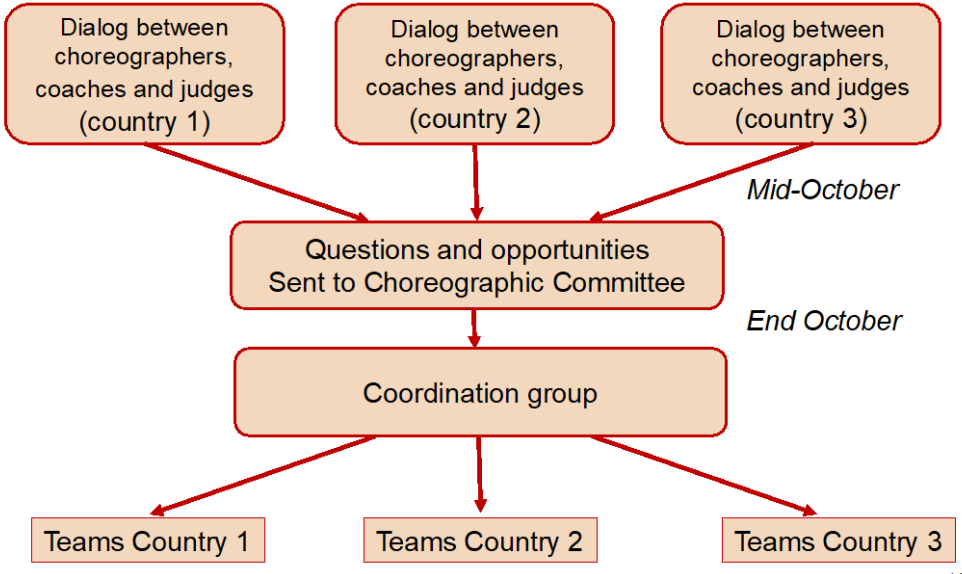 Dialog between
choreographers,
coaches and judges
(country 1)
Dialog between
choreographers,
coaches and judges
(country 2)
Dialog between
choreographers,
coaches and judges
(country 3)
Mid-October
Questions and opportunities
Sent to Choreographic Committee
End October
Coordination group
Teams Country 1
Teams Country 2
Teams Country 3